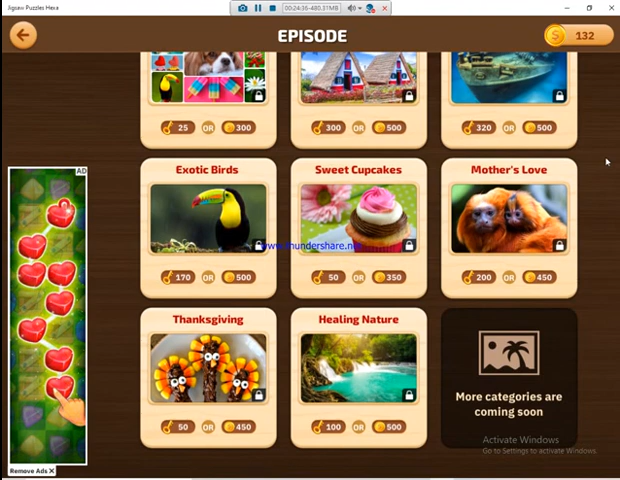 Jigsaw Puzzles Hexa
00:24:36-480.31MB
EPISODE
132
25 OR 300
300 OR 500
320 OR 500
AD
Exotic Birds
Sweet Cupcakes
Mother's Love
www.thundershare.net
170 OR 500
50 OR 350
200 OR 450
Thanksgiving
Healing Nature
More categories are
coming soon
50 OR 450
100 OR 500
Activate Windows
Go to Settings to activate Windows.
Remove Ads X